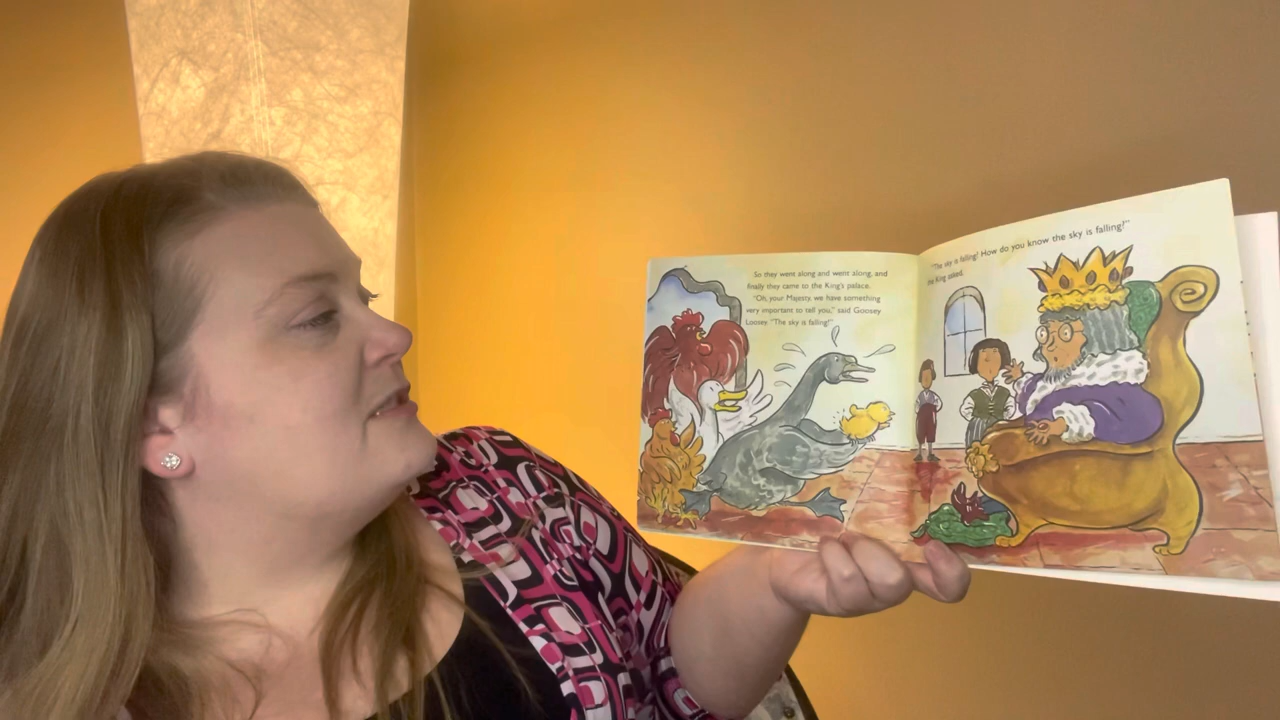 So they went along and went along, and
finally they came to the King's palace.
"Oh, your Majesty, we have something
very important to tell you," said Goosey
Loosey. "The sky is falling!"
"The sky is falling! How do you know the sky is falling!"
the King asked.